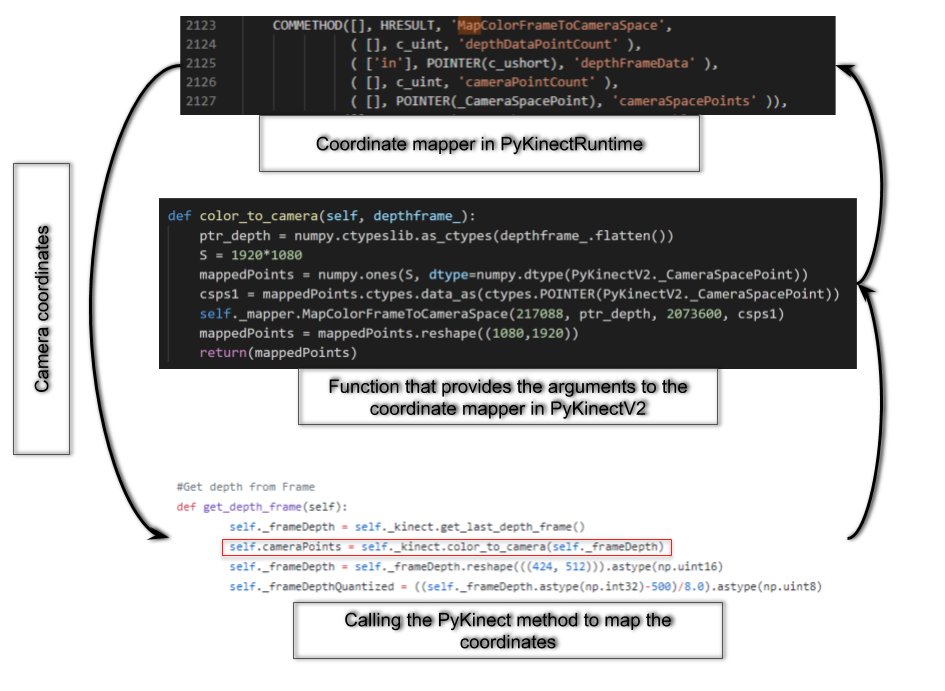 2123 COMMETHOD([], HRESULT, 'MapColorFrameToCameraSpace',
2124 ( [], c_uint, 'depthDataPointCount' ),
2125 ( ['in'], POINTER(c_ushort), 'depthFrameData' ),
2126 ( [], c_uint, 'cameraPointCount' ),
2127 ( [], POINTER(_CameraSpacePoint), 'cameraSpacePoints' )),
Coordinate mapper in PyKinectRuntime
Camera coordinates
def color_to_camera(self, depthframe_):
ptr_depth = numpy.ctypeslib.as_ctypes(depthframe_.flatten())
S = 1920*1080
mappedPoints = numpy.ones(S, dtype=numpy.dtype(PyKinectV2._CameraSpacePoint))
csps1 = mappedPoints.ctypes.data_as(ctypes.POINTER(PyKinectV2._CameraSpacePoint))
self._mapper.MapColorFrameToCameraSpace(217088, ptr_depth, 2073600, csps1)
mappedPoints = mappedPoints.reshape((1080,1920))
return(mappedPoints)
Function that provides the arguments to the
coordinate mapper in PyKinectV2
#Get depth from Frame
def get_depth_frame(self):
self._frameDepth = self._kinect.get_last_depth_frame()
self.cameraPoints = self._kinect.color_to_camera(self._frameDepth)
self._frameDepth = self._frameDepth.reshape(((424, 512))).astype(np.uint16)
self._frameDepthQuantized = ((self._frameDepth.astype(np.int32)-500)/8.0).astype(np.uint8)
Calling the PyKinect method to map the
coordinates